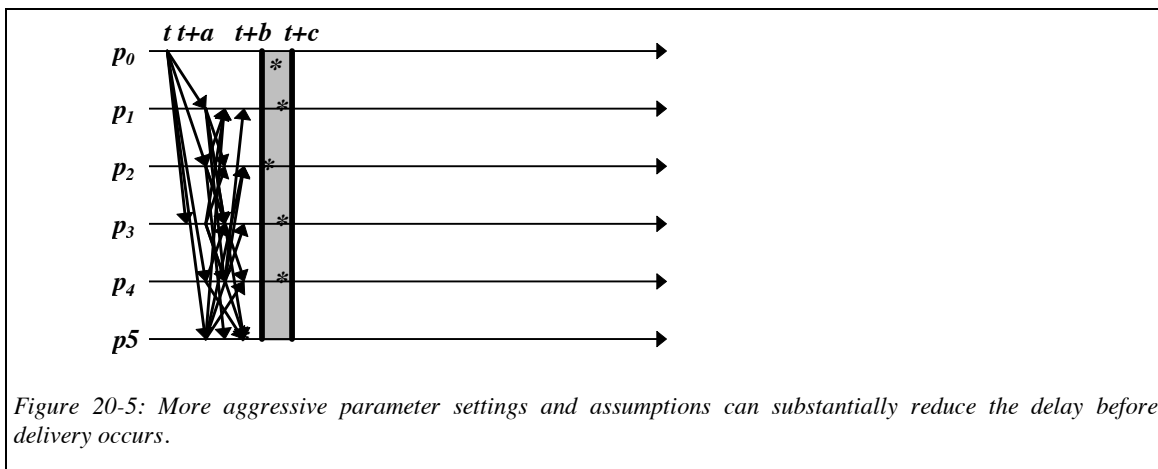 t t+a t+b t+c
p0
*
p1
*
p2
*
p3
*
p4
*
p5
Figure 20-5: More aggressive parameter settings and assumptions can substantially reduce the delay before
delivery occurs.